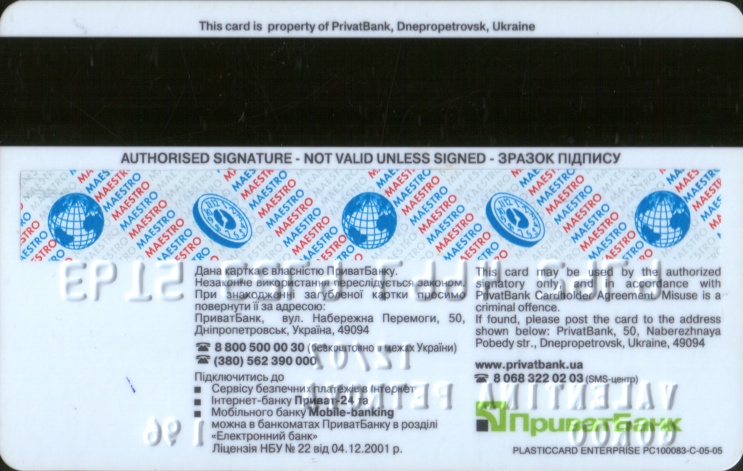 This card is property of PrivatBank, Dnepropetrovsk, Ukraine
AUTHORISED SIGNATURE - NOT VALID UNLESS SIGNED - ЗРАЗОК ПІДПИСУ
MAESTRO MAESTRO MAESTRO MAESTRO MAESTRO
Дана картка є власністю ПриватБанку.
Незаконне використання переслідується законом.
При знаходженні загубленої картки просимо
повернути її за адресою:
ПриватБанк, вул. Набережна Перемоги, 50,
Дніпропетровськ, Україна, 49094
8 800 500 00 30 (безкоштовно в межах України)
(380) 562 390 000
Підключитись до
Сервісу безпечних платежів в Інтернет
Інтернет-банку Приват-24 та
Мобільного банку Mobile-banking
можна в банкоматах ПриватБанку в розділі
«Електронний банк»
Ліцензія НБУ № 22 від 04.12.2001 р.
This card may be used by the authorized
signatory only, in accordance with
PrivatBank Cardholder Agreement. Misuse is a
criminal offence.
If found, please post the card to the address
shown below: PrivatBank, 50, Naberezhnaya
Pobedy str., Dnepropetrovsk, Ukraine, 49094
www.privatbank.ua
8 068 322 02 03 (SMS-центр)
ПриватБанк
PLASTICCARD ENTERPRISE PC100083-C-05-05